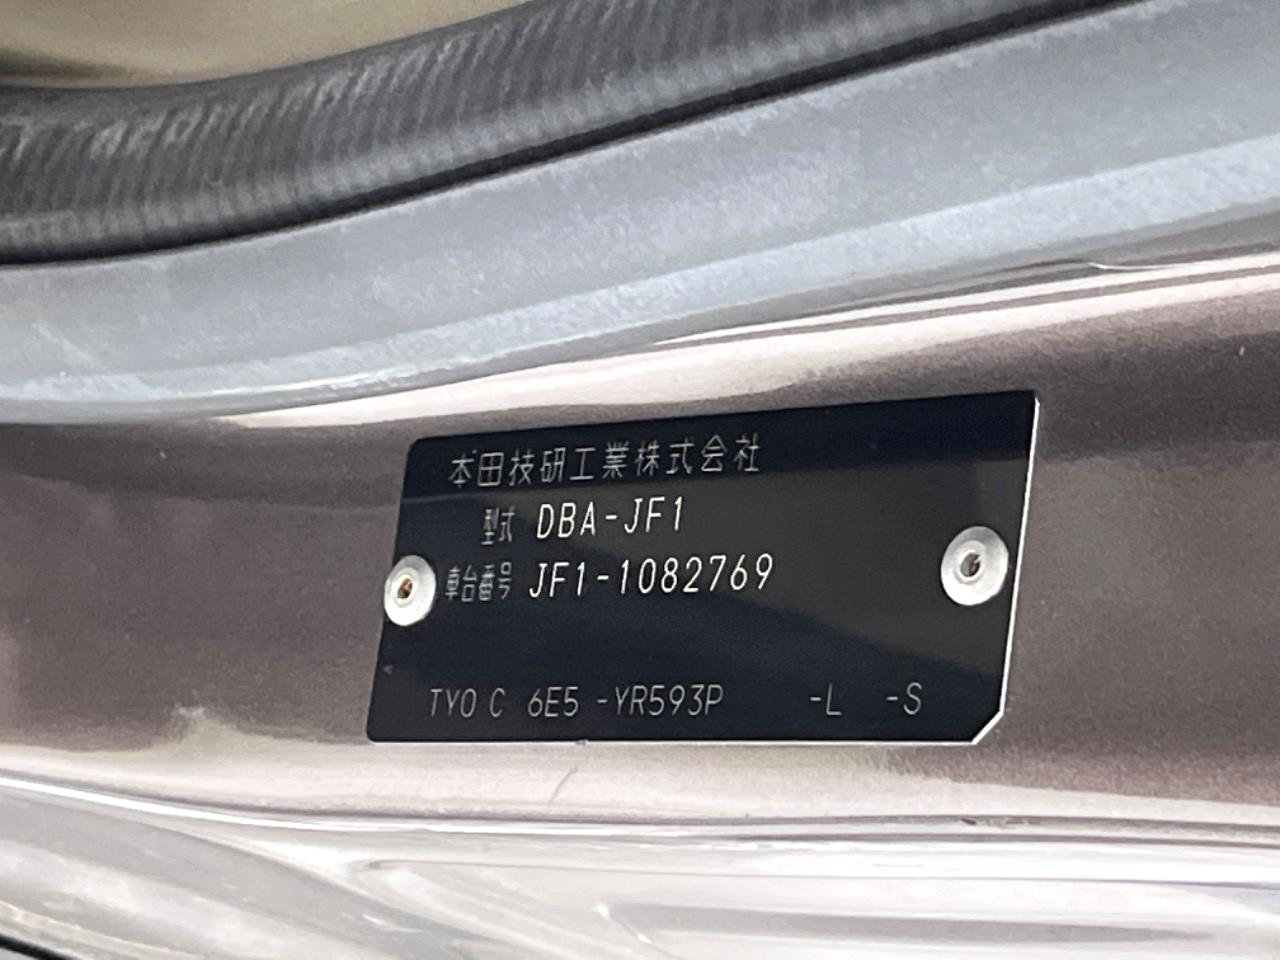 本田技研工業株式会社
型式 DBA-JF1
車台番号 JF1-1082769
TYO C 6E5 -YR593P -L -S